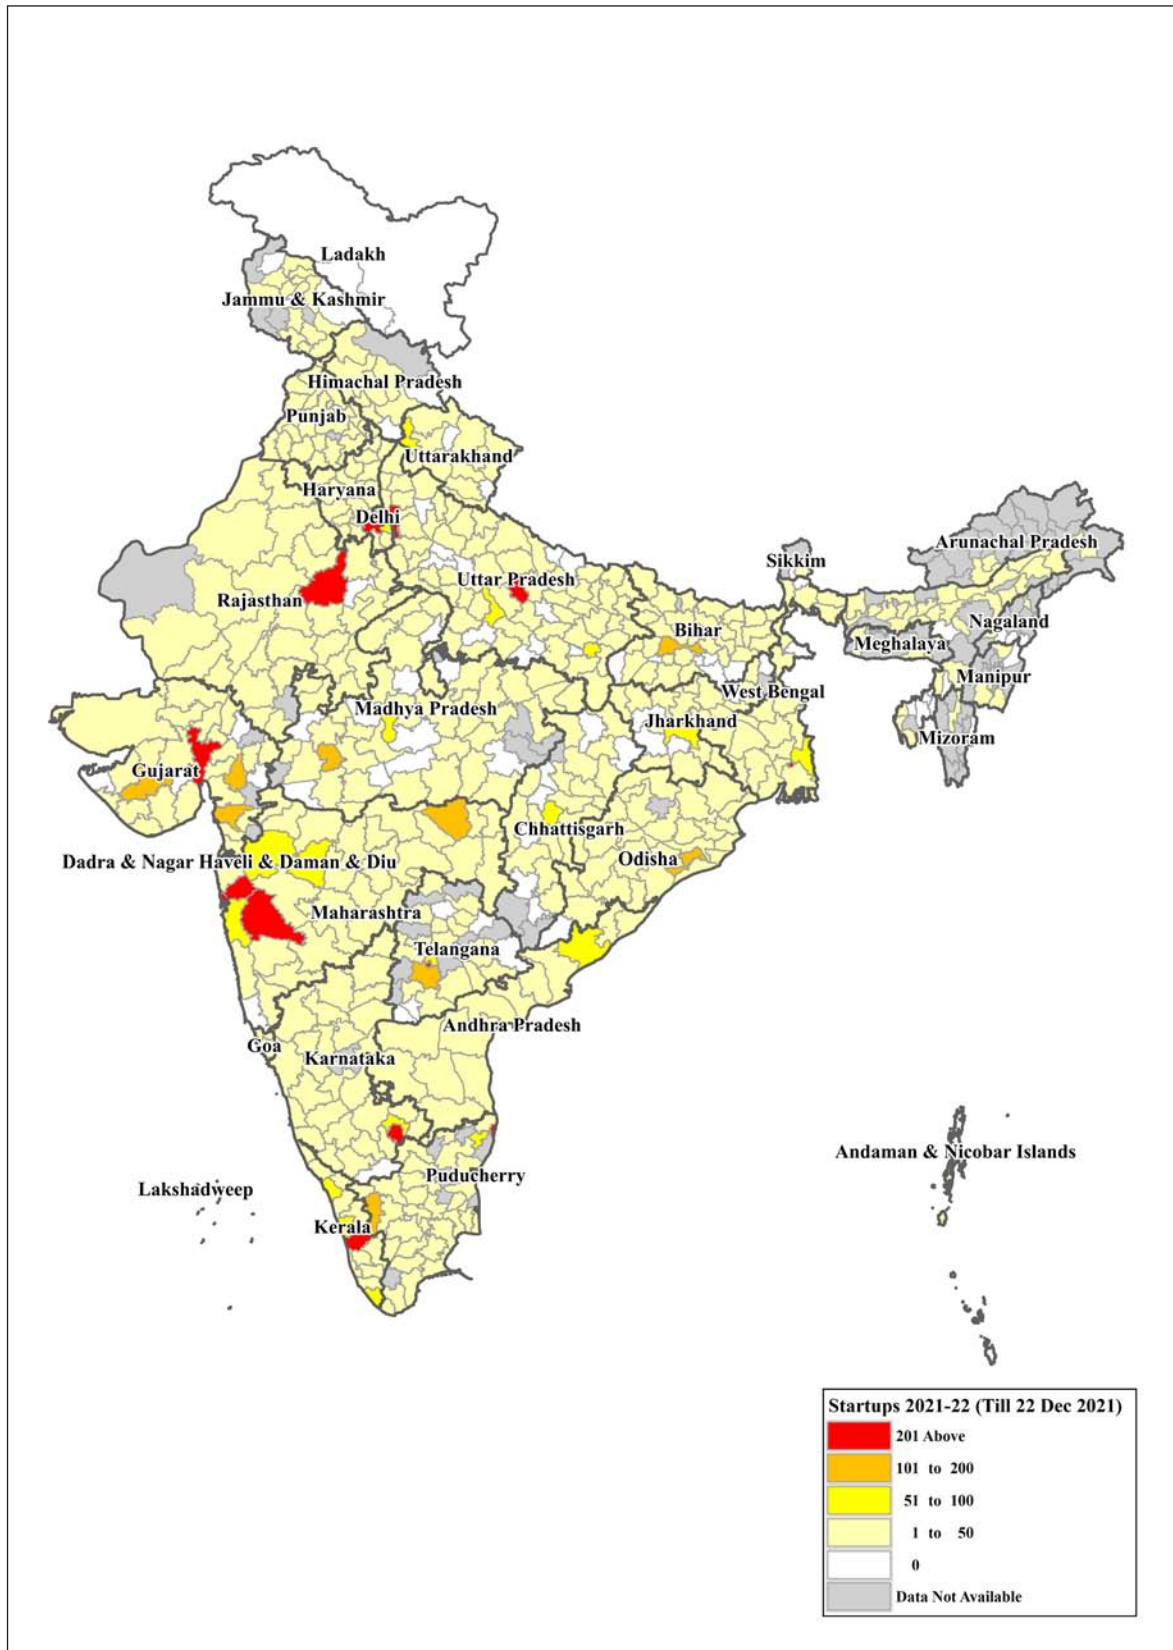 Ladakh
Jammu & Kashmir
Himachal Pradesh
Punjab
Uttarakhand
Haryana
Delhi
Arunachal Pradesh
Sikkim
Uttar Pradesh
Rajasthan
Nagaland
Bihar
Meghalaya
Manipur
West Bengal
Madhya Pradesh
Jharkhand
Mizoram
Gujarat
Chhattisgarh
Dadra & Nagar Haveli & Daman & Diu
Odisha
Maharashtra
Telangana
Andhra Pradesh
Goa
Karnataka
Andaman & Nicobar Islands
Puducherry
Lakshadweep
Kerala
Startups 2021-22 (Till 22 Dec 2021)
201 Above
101 to 200
51 to 100
1 to 50
0
Data Not Available